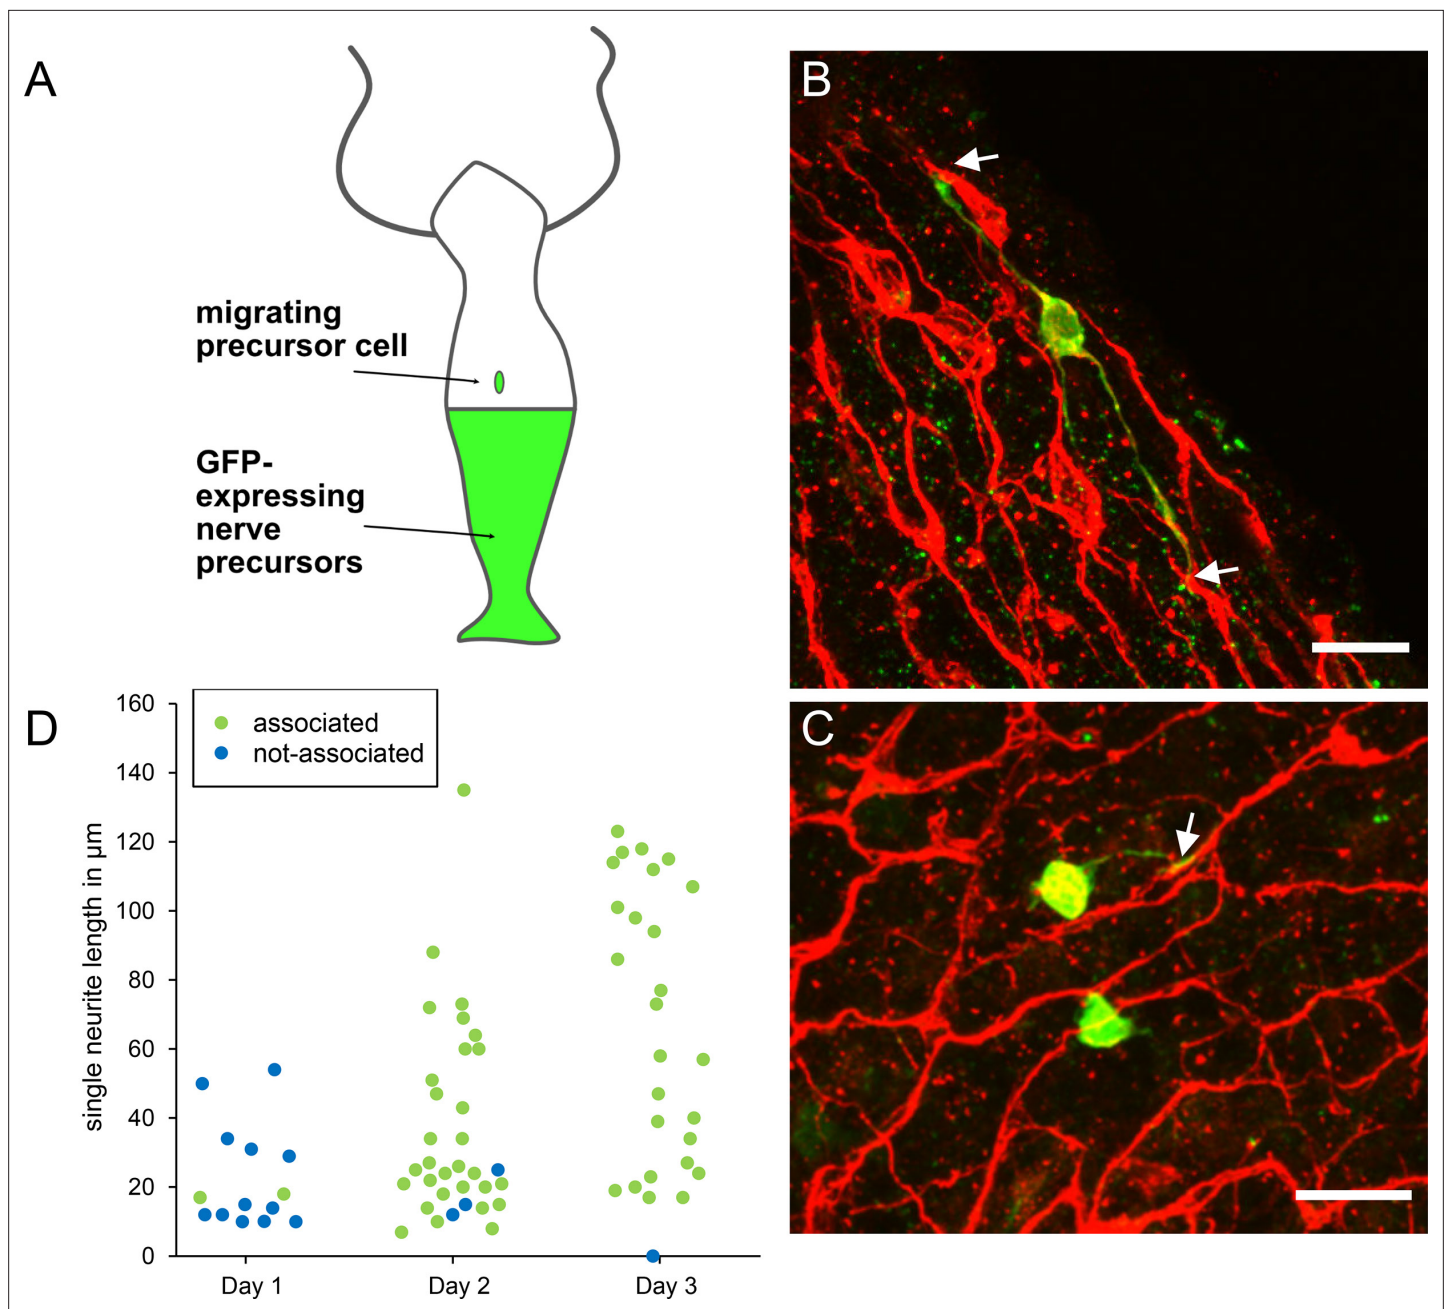 A
migrating
precursor cell
GFP-
expressing
nerve
precursors
B
C
D
associated
not-associated
single neurite length in µm
160
140
120
100
80
60
40
20
0
Day 1
Day 2
Day 3